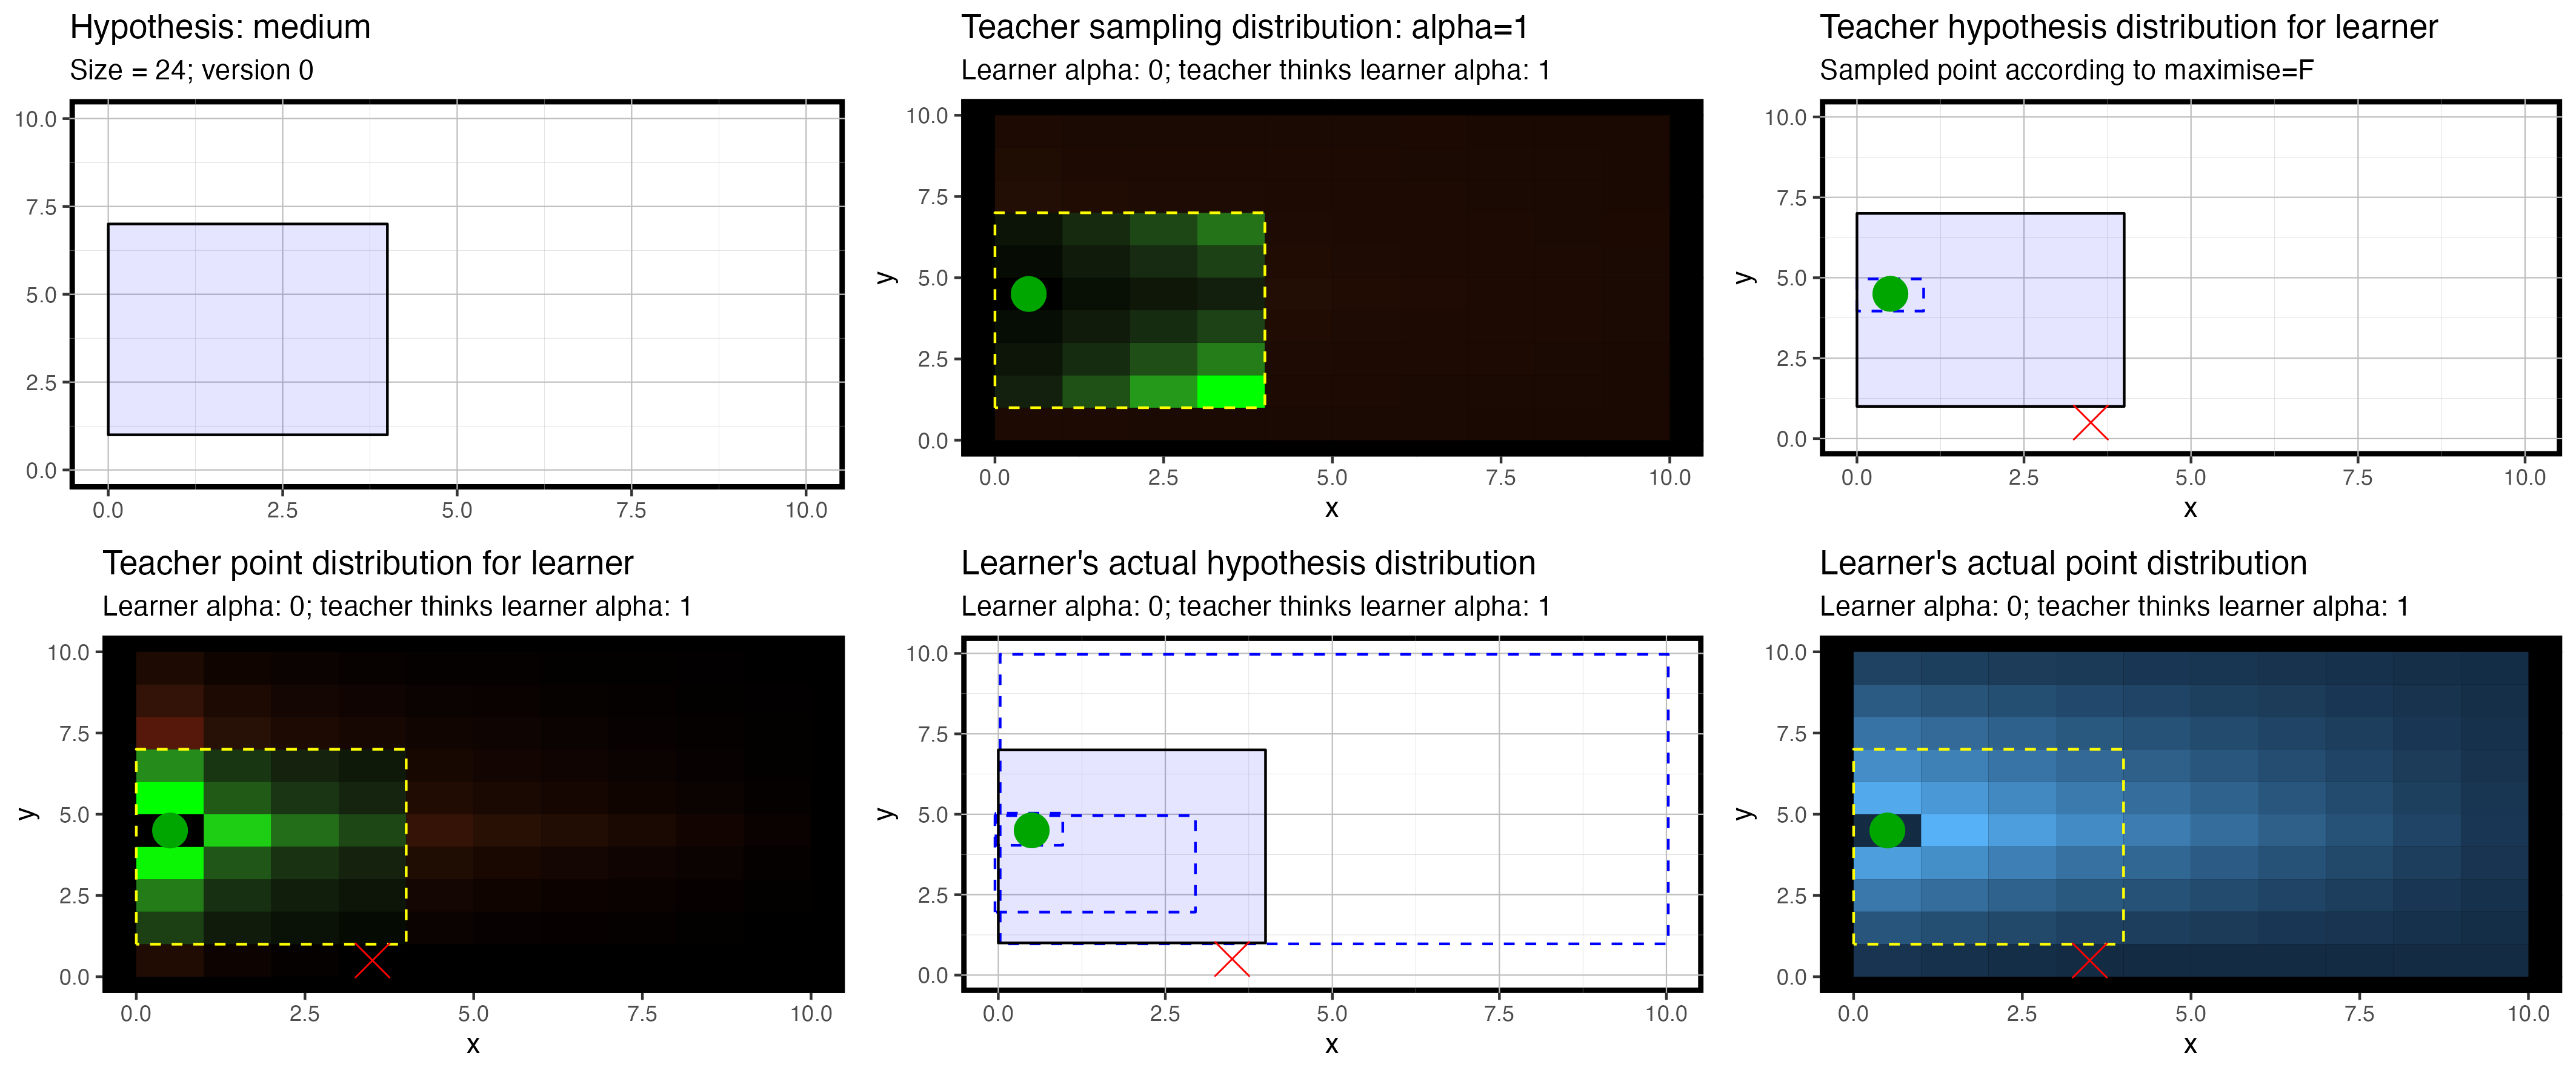 Hypothesis: medium
Size = 24; version 0
10.0
7.5
5.0
2.5
0.0
0.0 2.5 5.0 7.5 10.0
Teacher sampling distribution: alpha=1
Learner alpha: 0; teacher thinks learner alpha: 1
y
10.0
7.5
5.0
2.5
0.0
0.0 2.5 5.0 7.5 10.0
x
Teacher hypothesis distribution for learner
Sampled point according to maximise=F
y
10.0
7.5
5.0
2.5
0.0
0.0 2.5 5.0 7.5 10.0
x
Teacher point distribution for learner
Learner alpha: 0; teacher thinks learner alpha: 1
y
10.0
7.5
5.0
2.5
0.0
0.0 2.5 5.0 7.5 10.0
x
Learner's actual hypothesis distribution
Learner alpha: 0; teacher thinks learner alpha: 1
y
10.0
7.5
5.0
2.5
0.0
0.0 2.5 5.0 7.5 10.0
x
Learner's actual point distribution
Learner alpha: 0; teacher thinks learner alpha: 1
y
10.0
7.5
5.0
2.5
0.0
0.0 2.5 5.0 7.5 10.0
x